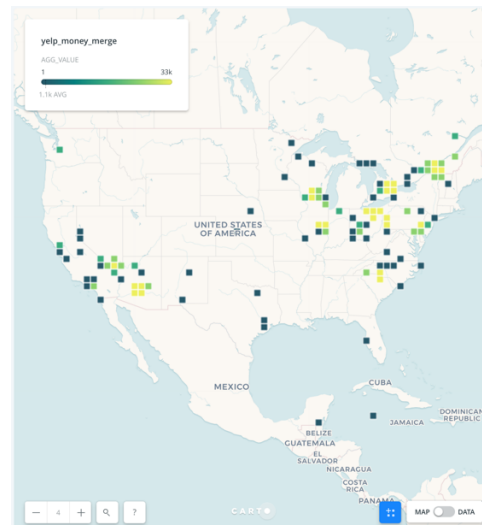 yelp_money_merge
AGG_VALUE
1 33k
1.1k AVG
UNITED STATES
OF AMERICA
MEXICO
CUBA
DOMINICAN
REPUBLIC
JAMAICA
BELIZE
GUATEMALA
EL
SALVADOR
NICARAGUA
COSTA
RICA
PANAMA
CARTO
4
?
MAP DATA